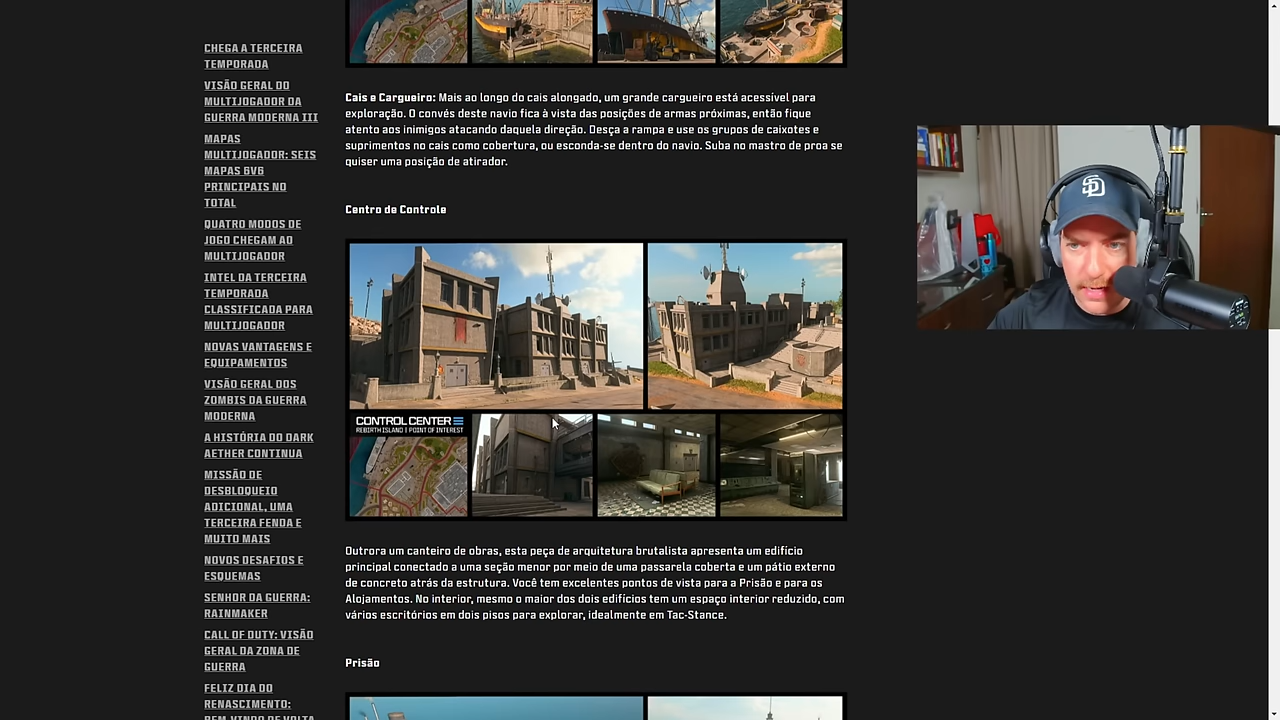 CHEGA A TERCEIRA
TEMPORADA
VISÃO GERAL DO
MULTIJOGADOR DA
GUERRA MODERNA III
MAPAS
MULTIJOGADOR: SEIS
MAPAS 6V6
PRINCIPAIS NO
TOTAL
QUATRO MODOS DE
JOGO CHEGAM AO
MULTIJOGADOR
INTEL DA TERCEIRA
TEMPORADA
CLASSIFICADA PARA
MULTIJOGADOR
NOVAS VANTAGENS E
EQUIPAMENTOS
VISÃO GERAL DOS
ZOMBIS DA GUERRA
MODERNA
A HISTÓRIA DO DARK
AETHER CONTINUA
MISSÃO DE
DESBLOQUEIO
ADICIONAL, UMA
TERCEIRA FENDA E
MUITO MAIS
NOVOS DESAFIOS E
ESQUEMAS
SENHOR DA GUERRA:
RAINMAKER
CALL OF DUTY: VISÃO
GERAL DA ZONA DE
GUERRA
FELIZ DIA DO
RENASCIMENTO:
BEM-VINDO DE VOLTA
Cais e Cargueiro: Mais ao longo do cais alongado, um grande cargueiro está acessível para
exploração. O convés deste navio fica à vista das posições de armas próximas, então fique
atento aos inimigos atacando daquela direção. Desça a rampa e use os grupos de caixotes e
suprimentos no cais como cobertura, ou esconda-se dentro do navio. Suba no mastro de proa se
quiser uma posição de atirador.
Centro de Controle
CONTROL CENTER
REBIRTH ISLAND | POINT OF INTEREST
Outrora um canteiro de obras, esta peça de arquitetura brutalista apresenta um edifício
principal conectado a uma seção menor por meio de uma passarela coberta e um pátio externo
de concreto atrás da estrutura. Você tem excelentes pontos de vista para a Prisão e para os
Alojamentos. No interior, mesmo o maior dos dois edifícios tem um espaço interior reduzido, com
vários escritórios em dois pisos para explorar, idealmente em Tac-Stance.
Prisão
SD